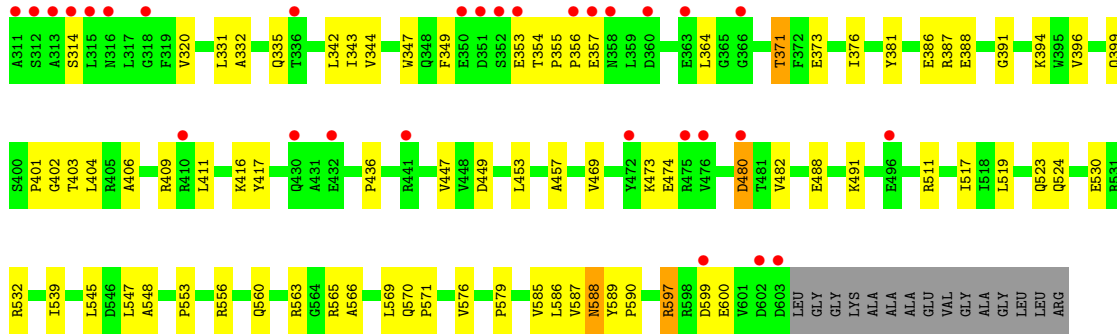 A311 S312 A313 S314 L315 N316 L317 G318 F319 V320 L331 A332 Q335 T336 L342 I343 V344 W347 Q348 F349 E350 D351 S352 E353 T354 P355 P356 E357 N358 L359 D360 E363 L364 G365 G366 T371 F372 E373 I376 Y381 E386 R387 E388 G391 K394 W395 V396 Q399
S400 P401 G402 T403 L404 R405 A406 R409 R410 L411 K416 Y417 Q430 A431 E432 P436 R441 V447 V448 D449 L453 A457 V469 Y472 K473 E474 R475 V476 D480 T481 V482 E488 K491 E496 R511 I517 I518 L519 Q523 Q524 E530 R531
R532 I539 L545 D546 L547 A548 P553 R556 Q560 R563 G564 R565 A566 L569 Q570 P571 V576 P579 V585 L586 V587 N588 Y589 P590 R597 R598 D599 E600 V601 D602 D603 LEU GLY GLY LYS ALA ALA ALA GLU VAL GLY ALA GLY LEU LEU ARG